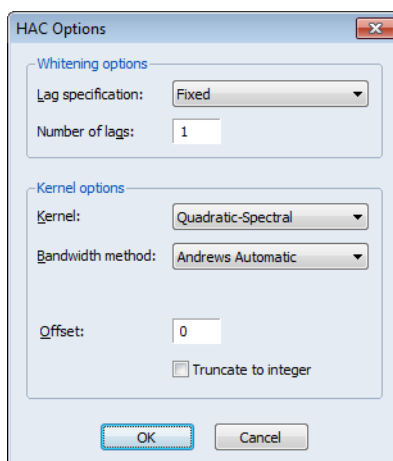 HAC Options
Whitening options
Lag specification: Fixed
Number of lags: 1
Kernel options
Kernel: Quadratic-Spectral
Bandwidth method: Andrews Automatic
Offset: 0
Truncate to integer
OK Cancel